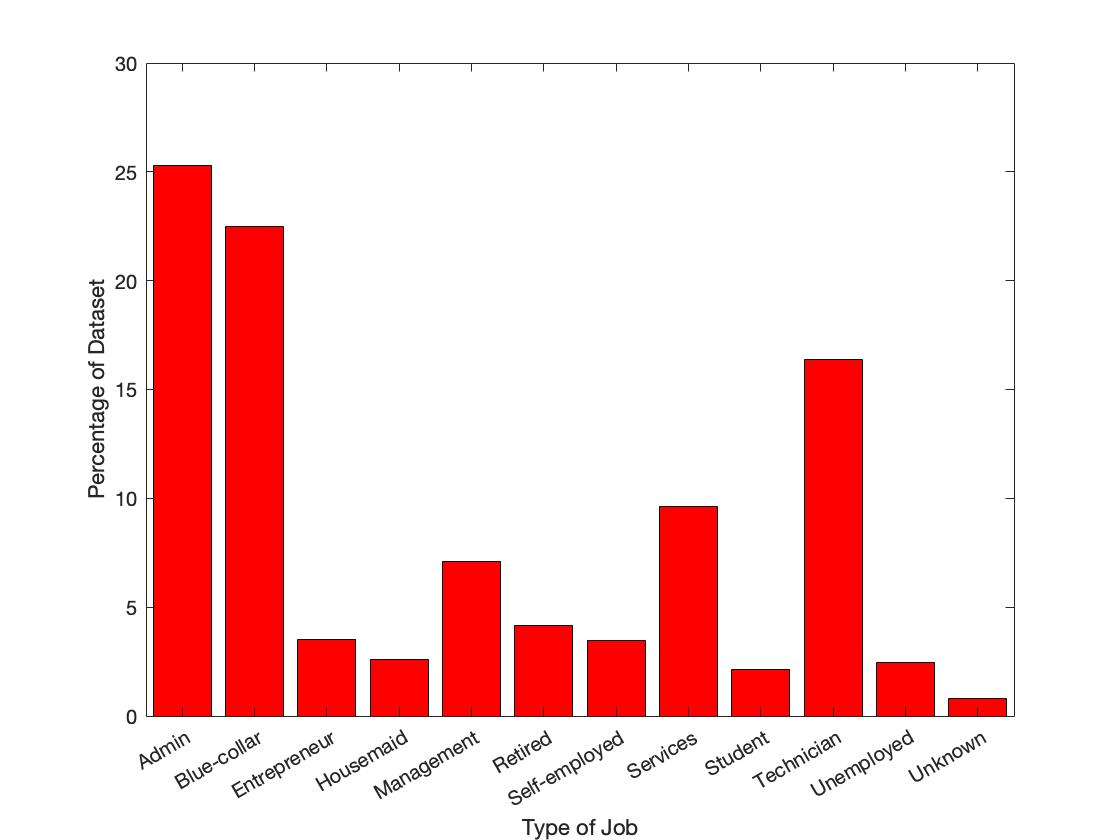 30
25
20
15
10
5
0
Percentage of Dataset
Admin
Blue-collar
Entrepreneur
Housemaid
Management
Retired
Self-employed
Services
Student
Technician
Unemployed
Unknown
Type of Job